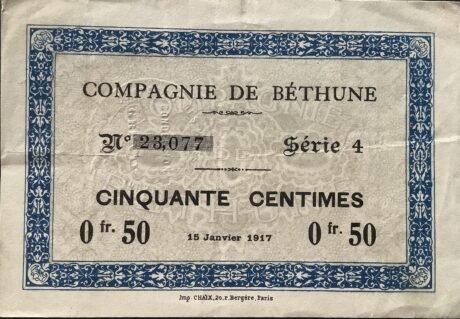 COMPAGNIE DE BÉTHUNE
N° 23,077 Série 4
CINQUANTE CENTIMES
0 fr. 50 15 Janvier 1917 0 fr. 50
Imp. CHAIX, 20, r. Bergère, Paris